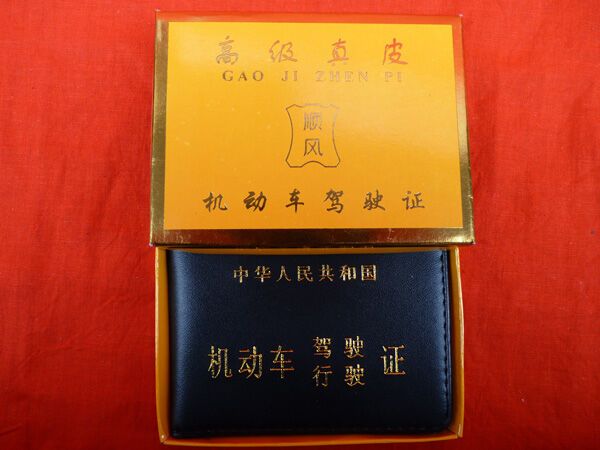 高级真皮
GAO JI ZHEN PI
顺风
机动车驾驶证
中华人民共和国
机动车驾驶行驶证